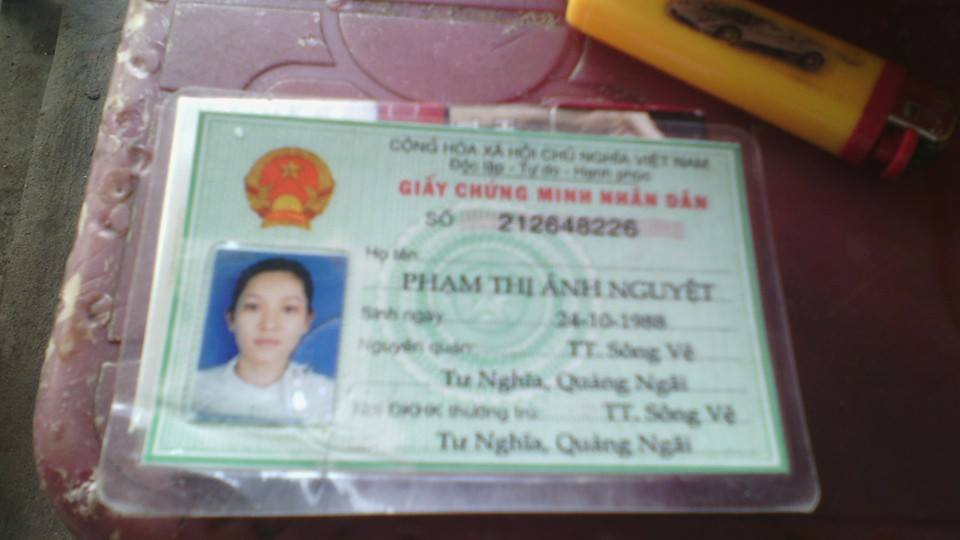 CỘNG HÒA XÃ HỘI CHỦ NGHĨA VIỆT NAM
Độc lập - Tự do - Hạnh phúc
GIẤY CHỨNG MINH NHÂN DÂN
SỐ 212648226
Họ tên
PHẠM THỊ ÁNH NGUYỆT
Sinh ngày 24-10-1988
Nguyên quán: TT. Sông Vệ
Tư Nghĩa, Quảng Ngãi
Nơi ĐKHK thường trú: TT. Sông Vệ
Tư Nghĩa, Quảng Ngãi